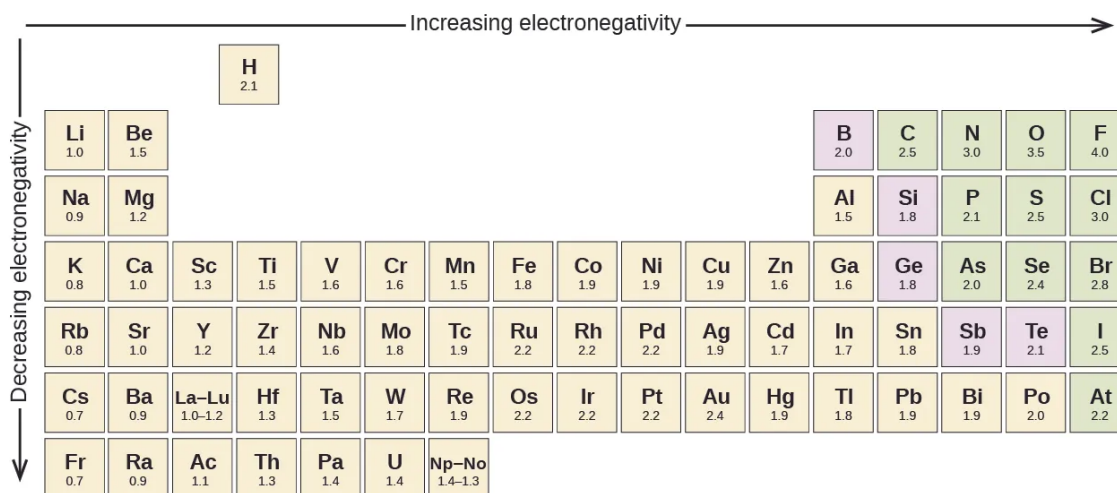 Increasing electronegativity
Decreasing electronegativity
H
2.1
Li Be B C N O F
1.0 1.5 2.0 2.5 3.0 3.5 4.0
Na Mg Al Si P S Cl
0.9 1.2 1.5 1.8 2.1 2.5 3.0
K Ca Sc Ti V Cr Mn Fe Co Ni Cu Zn Ga Ge As Se Br
0.8 1.0 1.3 1.5 1.6 1.6 1.5 1.8 1.9 1.9 1.9 1.6 1.6 1.8 2.0 2.4 2.8
Rb Sr Y Zr Nb Mo Tc Ru Rh Pd Ag Cd In Sn Sb Te I
0.8 1.0 1.2 1.4 1.6 1.8 1.9 2.2 2.2 2.2 1.9 1.7 1.7 1.8 1.9 2.1 2.5
Cs Ba La–Lu Hf Ta W Re Os Ir Pt Au Hg Tl Pb Bi Po At
0.7 0.9 1.0–1.2 1.3 1.5 1.7 1.9 2.2 2.2 2.2 2.4 1.9 1.8 1.9 1.9 2.0 2.2
Fr Ra Ac Th Pa U Np–No
0.7 0.9 1.1 1.3 1.4 1.4 1.4–1.3